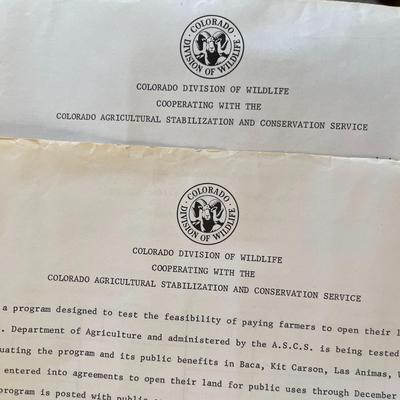 COLORADO
DIVISION OF WILDLIFE
COLORADO DIVISION OF WILDLIFE
COOPERATING WITH THE
COLORADO AGRICULTURAL STABILIZATION AND CONSERVATION SERVICE
COLORADO
DIVISION OF WILDLIFE
COLORADO DIVISION OF WILDLIFE
COOPERATING WITH THE
COLORADO AGRICULTURAL STABILIZATION AND CONSERVATION SERVICE
a program designed to test the feasibility of paying farmers to open their
. Department of Agriculture and administered by the A.S.C.S. is being tested
uating the program and its public benefits in Baca, Kit Carson, Las Animas,
entered into agreements to open their land for public uses through December
program is posted with public